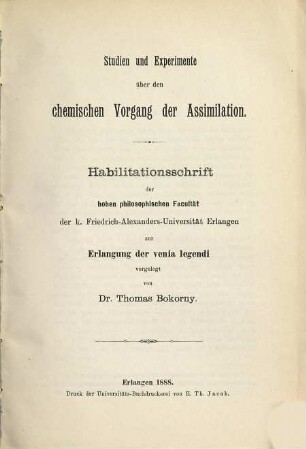 Studien und Experimente
über den
chemischen Vorgang der Assimilation.
Habilitationsschrift
der
hohen philosophischen Facultät
der k. Friedrich-Alexanders-Universität Erlangen
zur
Erlangung der venia legendi
vorgelegt
von
Dr. Thomas Bokorny.
Erlangen 1888.
Druck der Universitäts-Buchdruckerei von E. Th. Jacob.